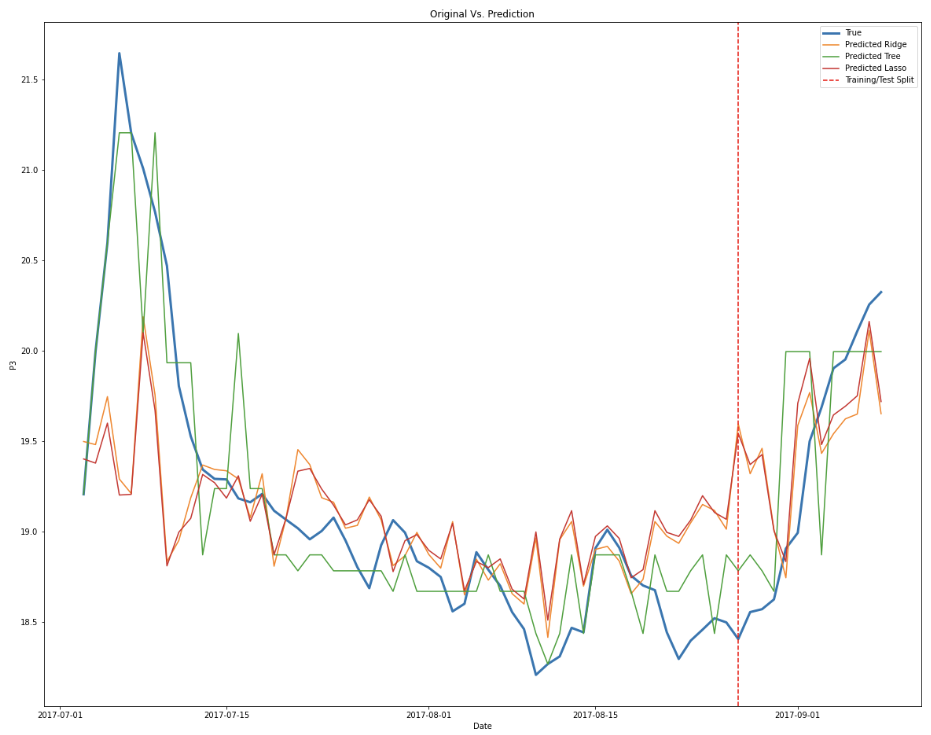 Original Vs. Prediction
True
Predicted Ridge
Predicted Tree
Predicted Lasso
Training/Test Split
21.5
21.0
20.5
20.0
19.5
19.0
18.5
P3
2017-07-01 2017-07-15 2017-08-01 2017-08-15 2017-09-01
Date